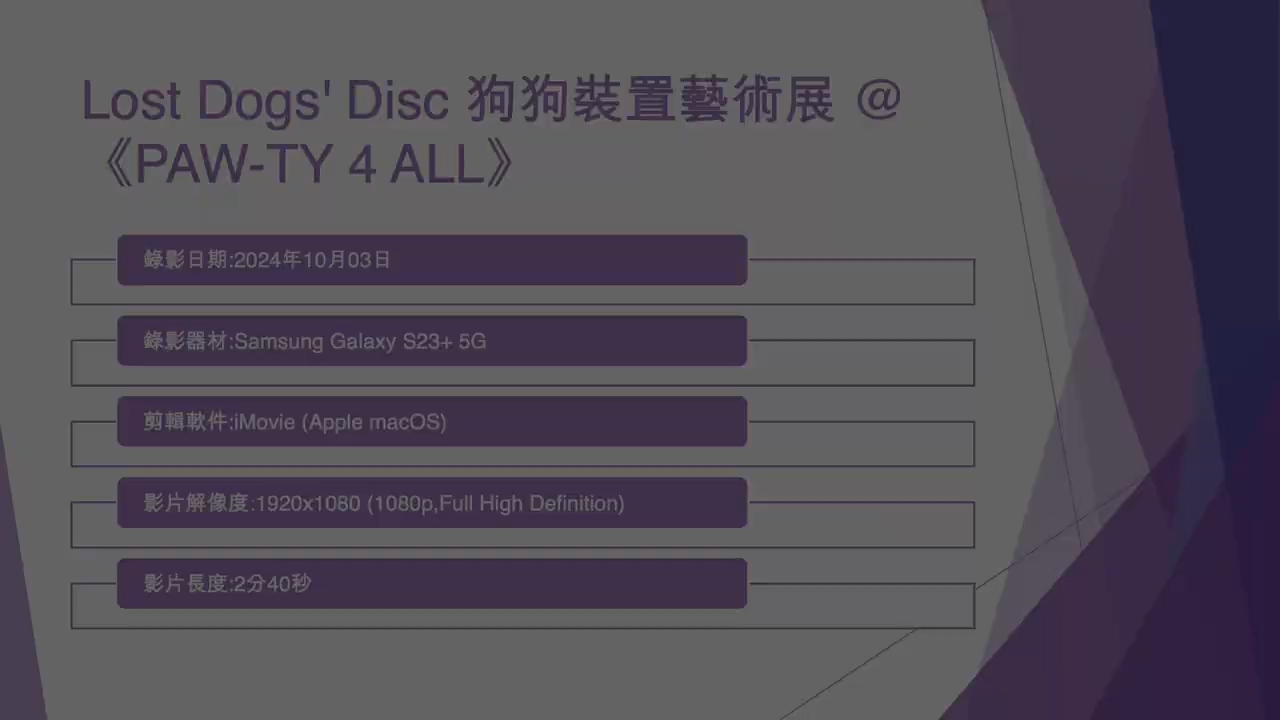 Lost Dogs' Disc 狗狗裝置藝術展 @
《PAW-TY 4 ALL》
錄影日期:2024年10月03日
錄影器材:Samsung Galaxy S23+ 5G
剪輯軟件:iMovie (Apple macOS)
影片解像度:1920x1080 (1080p,Full High Definition)
影片長度:2分40秒